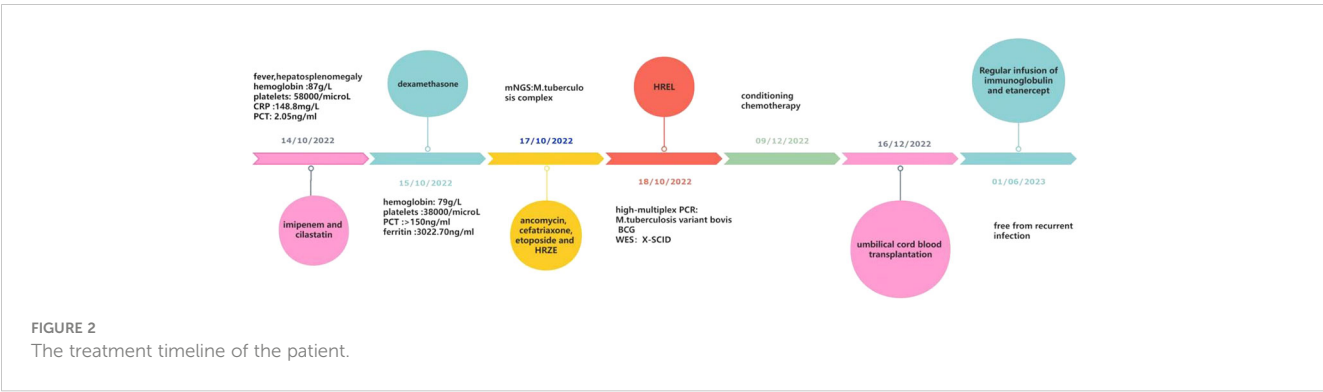 fever,hepatosplenomegaly
hemoglobin :87g/L
platelets: 58000/microL
CRP :148.8mg/L
PCT: 2.05ng/ml
14/10/2022
imipenem and
cilastatin
dexamethasone
15/10/2022
hemoglobin: 79g/L
platelets :38000/microL
PCT :>150ng/ml
ferritin :3022.70ng/ml
mNGS:M.tuberculo
sis complex
17/10/2022
ancomycin,
cefatriaxone,
etoposide and
HRZE
HREL
18/10/2022
high-multiplex PCR:
M.tuberculosis variant bovis
BCG
WES: X-SCID
conditioning
chemotherapy
09/12/2022
16/12/2022
umbilical cord blood
transplantation
Regular infusion of
immunoglobulin
and etanercept
01/06/2023
free from recurrent
infection
FIGURE 2
The treatment timeline of the patient.